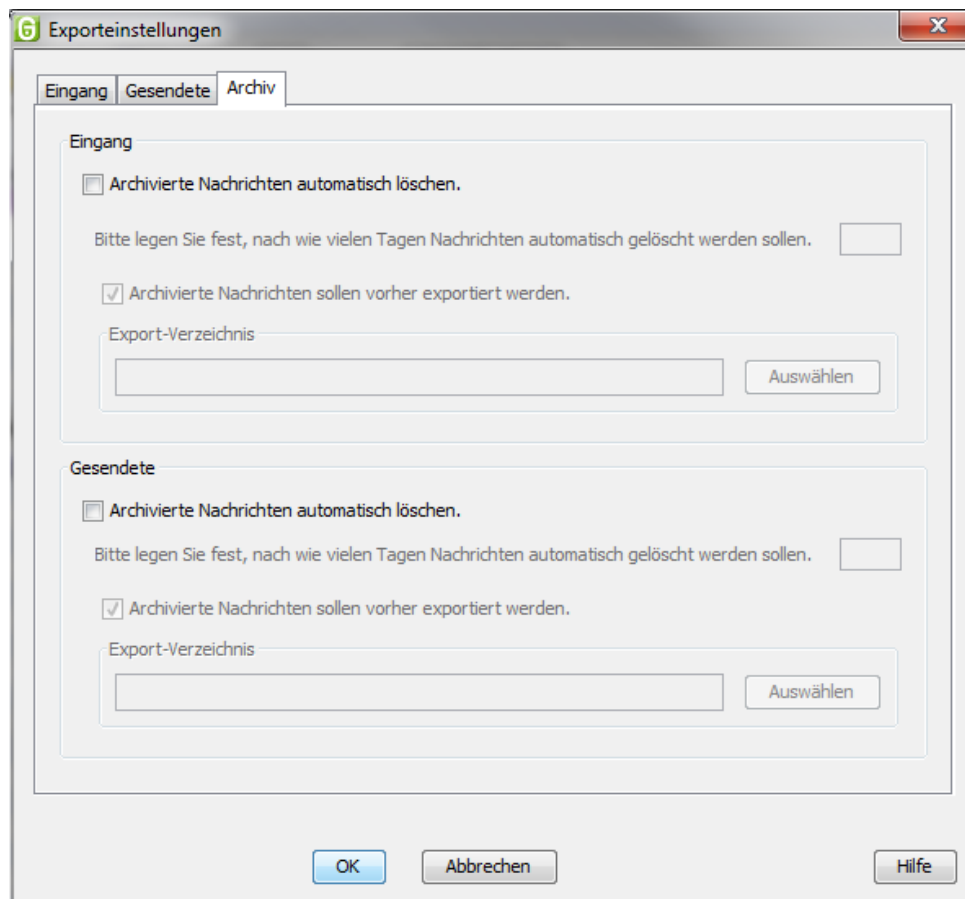 Exporteinstellungen
Eingang
Gesendete
Archiv
Eingang
Archivierte Nachrichten automatisch löschen.
Bitte legen Sie fest, nach wie vielen Tagen Nachrichten automatisch gelöscht werden sollen.
Archivierte Nachrichten sollen vorher exportiert werden.
Export-Verzeichnis
Auswählen
Gesendete
Archivierte Nachrichten automatisch löschen.
Bitte legen Sie fest, nach wie vielen Tagen Nachrichten automatisch gelöscht werden sollen.
Archivierte Nachrichten sollen vorher exportiert werden.
Export-Verzeichnis
Auswählen
OK
Abbrechen
Hilfe